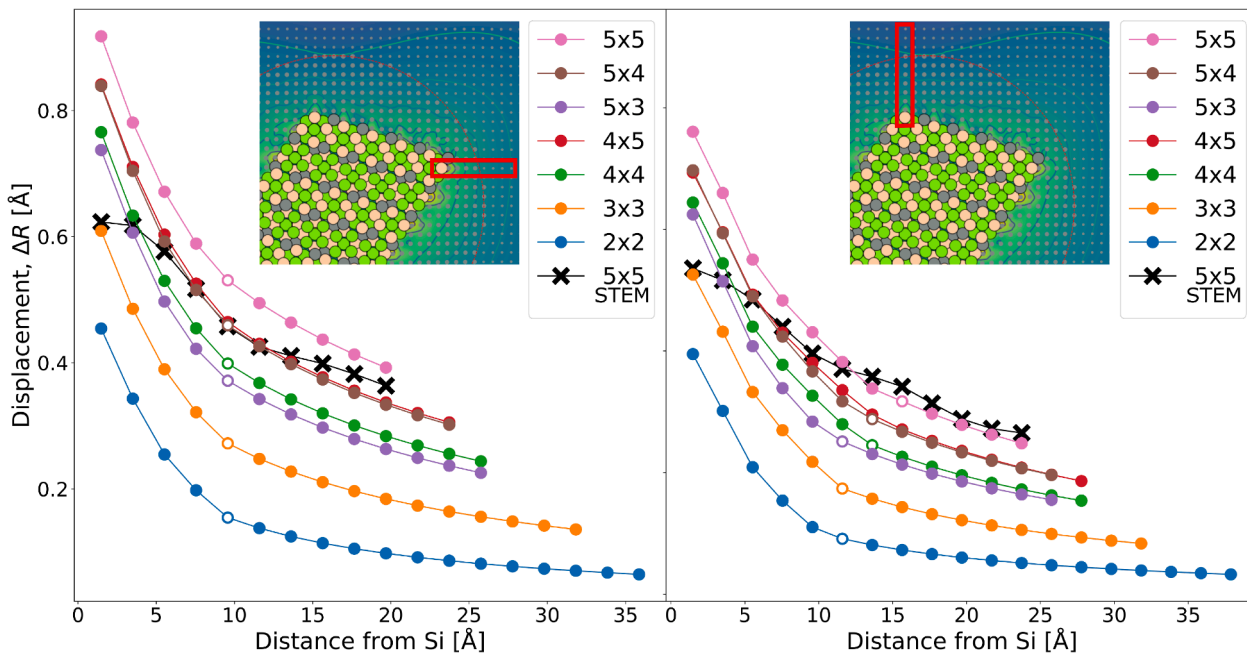 Displacement, ΔR [Å]
0.8
0.6
0.4
0.2
5x5
5x4
5x3
4x5
4x4
3x3
2x2
5x5
STEM
0 5 10 15 20 25 30 35
Distance from Si [Å]
5x5
5x4
5x3
4x5
4x4
3x3
2x2
5x5
STEM
0 5 10 15 20 25 30 35
Distance from Si [Å]